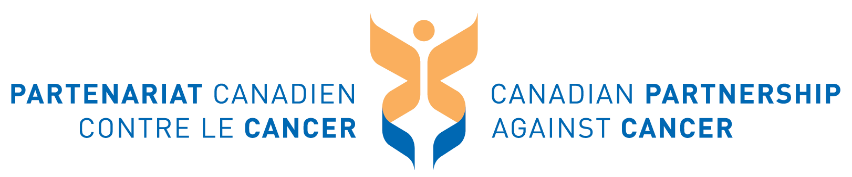 PARTENARIAT CANADIEN
CONTRE LE CANCER
CANADIAN PARTNERSHIP
AGAINST CANCER